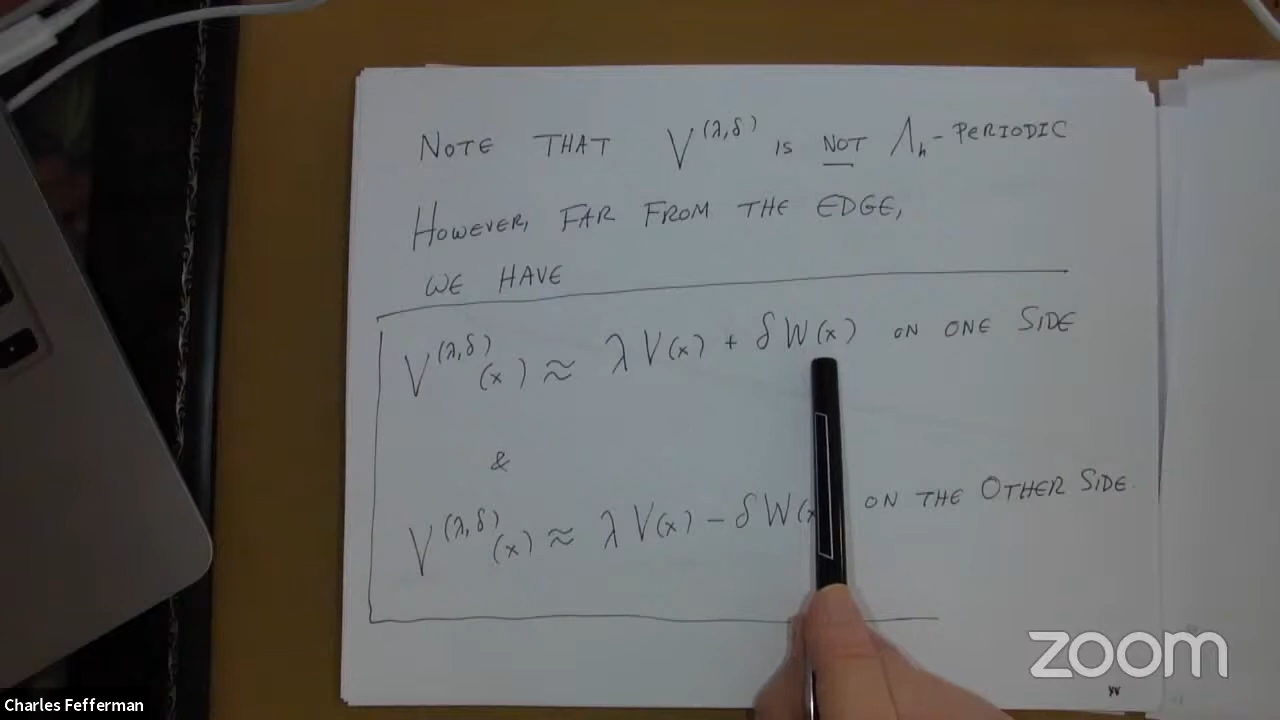 NOTE THAT V^(λ,δ) IS NOT Λ_h-PERIODIC
HOWEVER, FAR FROM THE EDGE,
WE HAVE
V^(λ,δ)(x) ≈ λV(x) + δW(x) ON ONE SIDE
&
V^(λ,δ)(x) ≈ λV(x) − δW(x ON THE OTHER SIDE.
zoom
Charles Fefferman